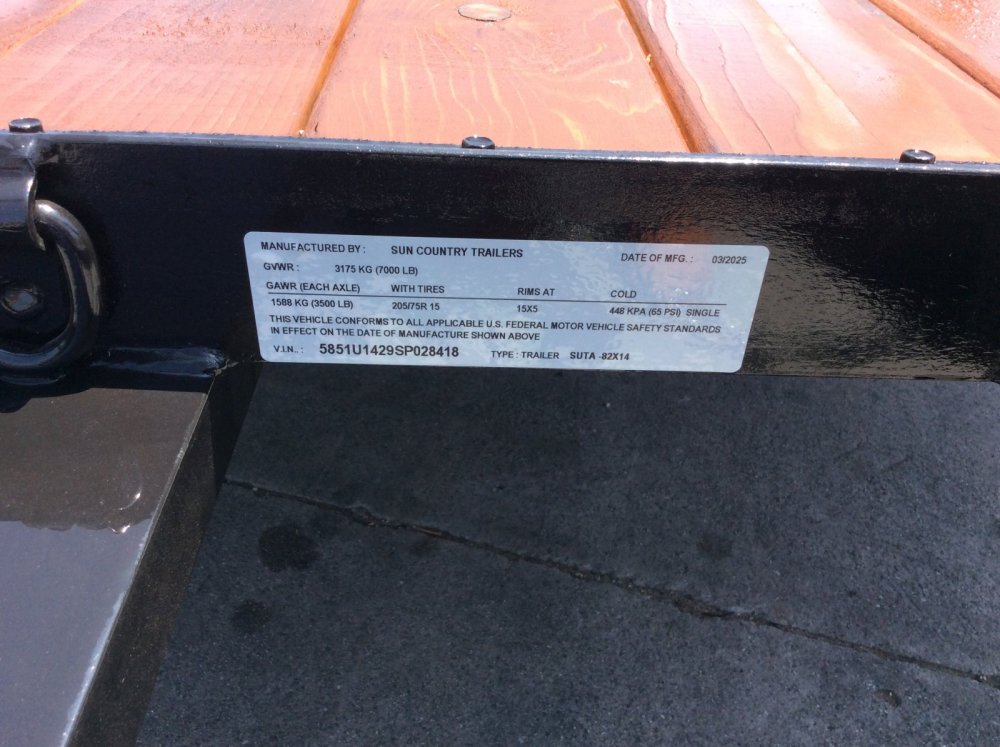 MANUFACTURED BY : SUN COUNTRY TRAILERS DATE OF MFG. : 03/2025
GVWR : 3175 KG (7000 LB)
GAWR (EACH AXLE) WITH TIRES RIMS AT COLD
1588 KG (3500 LB) 205/75R 15 15X5 448 KPA (65 PSI) SINGLE
THIS VEHICLE CONFORMS TO ALL APPLICABLE U.S. FEDERAL MOTOR VEHICLE SAFETY STANDARDS
IN EFFECT ON THE DATE OF MANUFACTURE SHOWN ABOVE
V.I.N.. : 5851U1429SP028418 TYPE : TRAILER SUTA -82X14